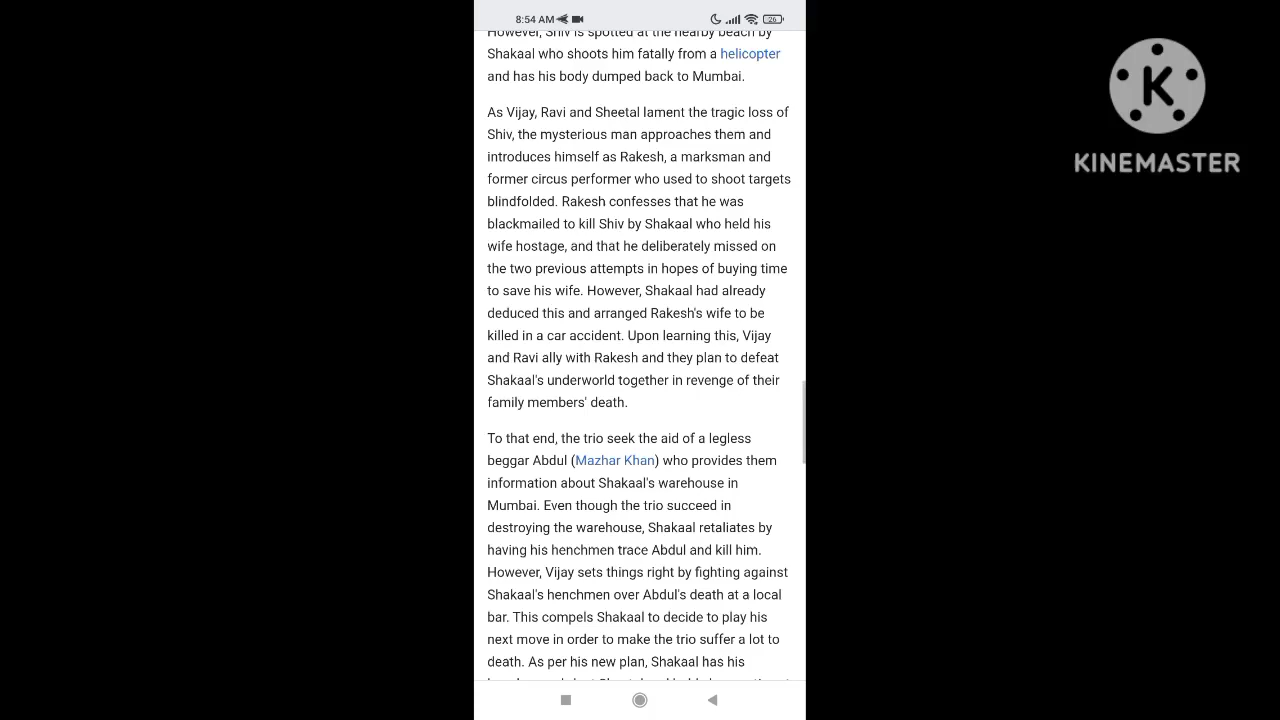 8:54 AM
26
However, Shiv is spotted at the nearby beach by
Shakaal who shoots him fatally from a helicopter
and has his body dumped back to Mumbai.
As Vijay, Ravi and Sheetal lament the tragic loss of
Shiv, the mysterious man approaches them and
introduces himself as Rakesh, a marksman and
former circus performer who used to shoot targets
blindfolded. Rakesh confesses that he was
blackmailed to kill Shiv by Shakaal who held his
wife hostage, and that he deliberately missed on
the two previous attempts in hopes of buying time
to save his wife. However, Shakaal had already
deduced this and arranged Rakesh's wife to be
killed in a car accident. Upon learning this, Vijay
and Ravi ally with Rakesh and they plan to defeat
Shakaal's underworld together in revenge of their
family members' death.
To that end, the trio seek the aid of a legless
beggar Abdul (Mazhar Khan) who provides them
information about Shakaal's warehouse in
Mumbai. Even though the trio succeed in
destroying the warehouse, Shakaal retaliates by
having his henchmen trace Abdul and kill him.
However, Vijay sets things right by fighting against
Shakaal's henchmen over Abdul's death at a local
bar. This compels Shakaal to decide to play his
next move in order to make the trio suffer a lot to
death. As per his new plan, Shakaal has his
K
KINEMASTER